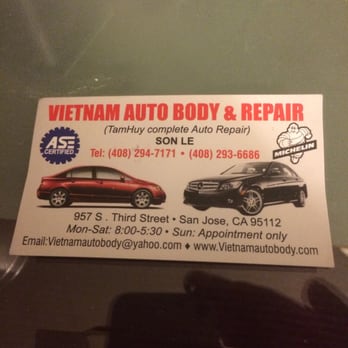 VIETNAM AUTO BODY & REPAIR
(TamHuy complete Auto Repair)
ASE
CERTIFIED
SON LE
MICHELIN
Tel: (408) 294-7171 • (408) 293-6686
957 S . Third Street • San Jose, CA 95112
Mon-Sat: 8:00-5:30 • Sun: Appointment only
Email:Vietnamautobody@yahoo.com ♦ www.Vietnamautobody.com